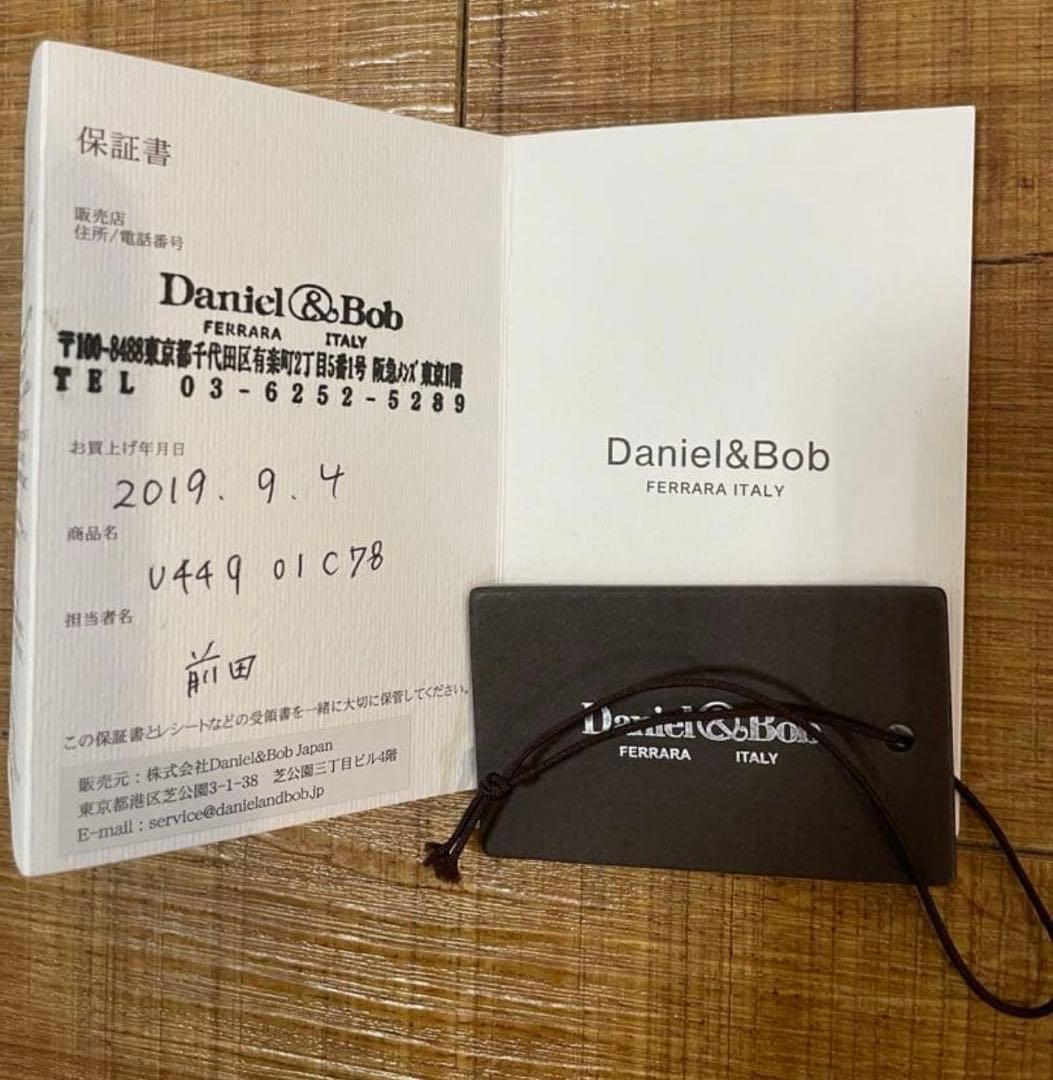 保証書
販売店
住所/電話番号
Daniel & Bob
FERRARA ITALY
〒100-8488東京都千代田区有楽町2丁目5番1号 阪急ﾒﾝｽﾞ東京1階
TEL 03-6252-5289
お買上げ年月日
2019. 9. 4
商品名
U449 01C78
担当者名
前田
この保証書とレシートなどの受領書を一緒に大切に保管してください。
販売元:株式会社Daniel&Bob Japan
東京都港区芝公園3-1-38 芝公園三丁目ビル4階
E-mail:service@danielandbob.jp
Daniel&Bob
FERRARA ITALY
Daniel & Bob
FERRARA ITALY